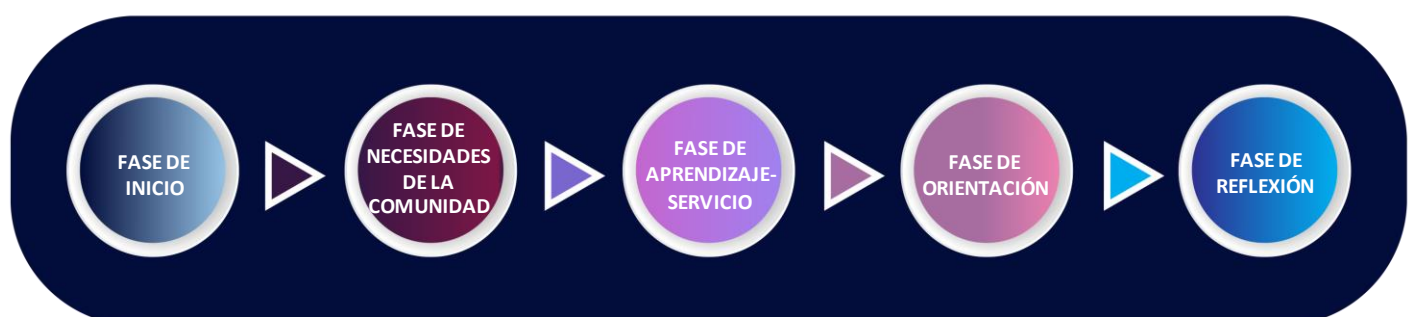 FASE DE
INICIO
FASE DE
NECESIDADES
DE LA
COMUNIDAD
FASE DE
APRENDIZAJE-
SERVICIO
FASE DE
ORIENTACIÓN
FASE DE
REFLEXIÓN